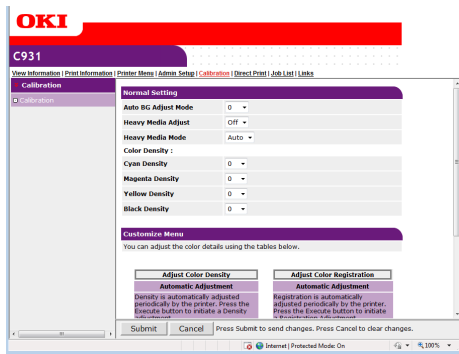 OKI
C931
View Information | Print Information | Printer Menu | Admin Setup | Calibration | Direct Print | Job List | Links
Calibration
Calibration
Normal Setting
Auto BG Adjust Mode 0
Heavy Media Adjust Off
Heavy Media Mode Auto
Color Density :
Cyan Density 0
Magenta Density 0
Yellow Density 0
Black Density 0
Customize Menu
You can adjust the color details using the tables below.
Adjust Color Density
Automatic Adjustment
Density is automatically adjusted
periodically by the printer. Press the
Execute button to initiate a Density
Adjust Color Registration
Automatic Adjustment
Registration is automatically
adjusted periodically by the printer.
Press the Execute button to initiate
Submit Cancel Press Submit to send changes. Press Cancel to clear changes.
Internet | Protected Mode: On 100%